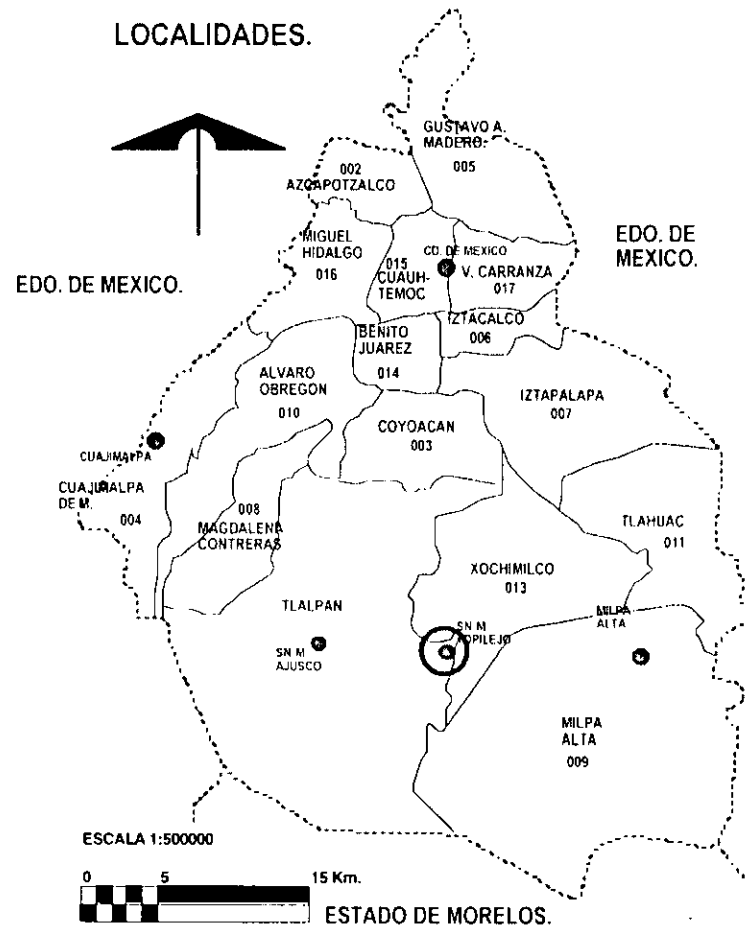 LOCALIDADES.
GUSTAVO A.
MADERO.
005
002
AZCAPOTZALCO
MIGUEL
HIDALGO
016
015
CUAUH-
TEMOC
CD. DE MEXICO
V. CARRANZA
017
EDO. DE
MEXICO.
EDO. DE MEXICO.
IZTACALCO
006
BENITO
JUAREZ
014
ALVARO
OBREGON
010
IZTAPALAPA
007
COYOACAN
003
CUAJIMALPA
CUAJIMALPA
DE M.
004
008
MAGDALENA
CONTRERAS
TLAHUAC
011
XOCHIMILCO
013
TLALPAN
SN M
AJUSCO
SN M
TOPILEJO
MILPA
ALTA
MILPA
ALTA
009
ESCALA 1:500000
0 5 15 Km.
ESTADO DE MORELOS.